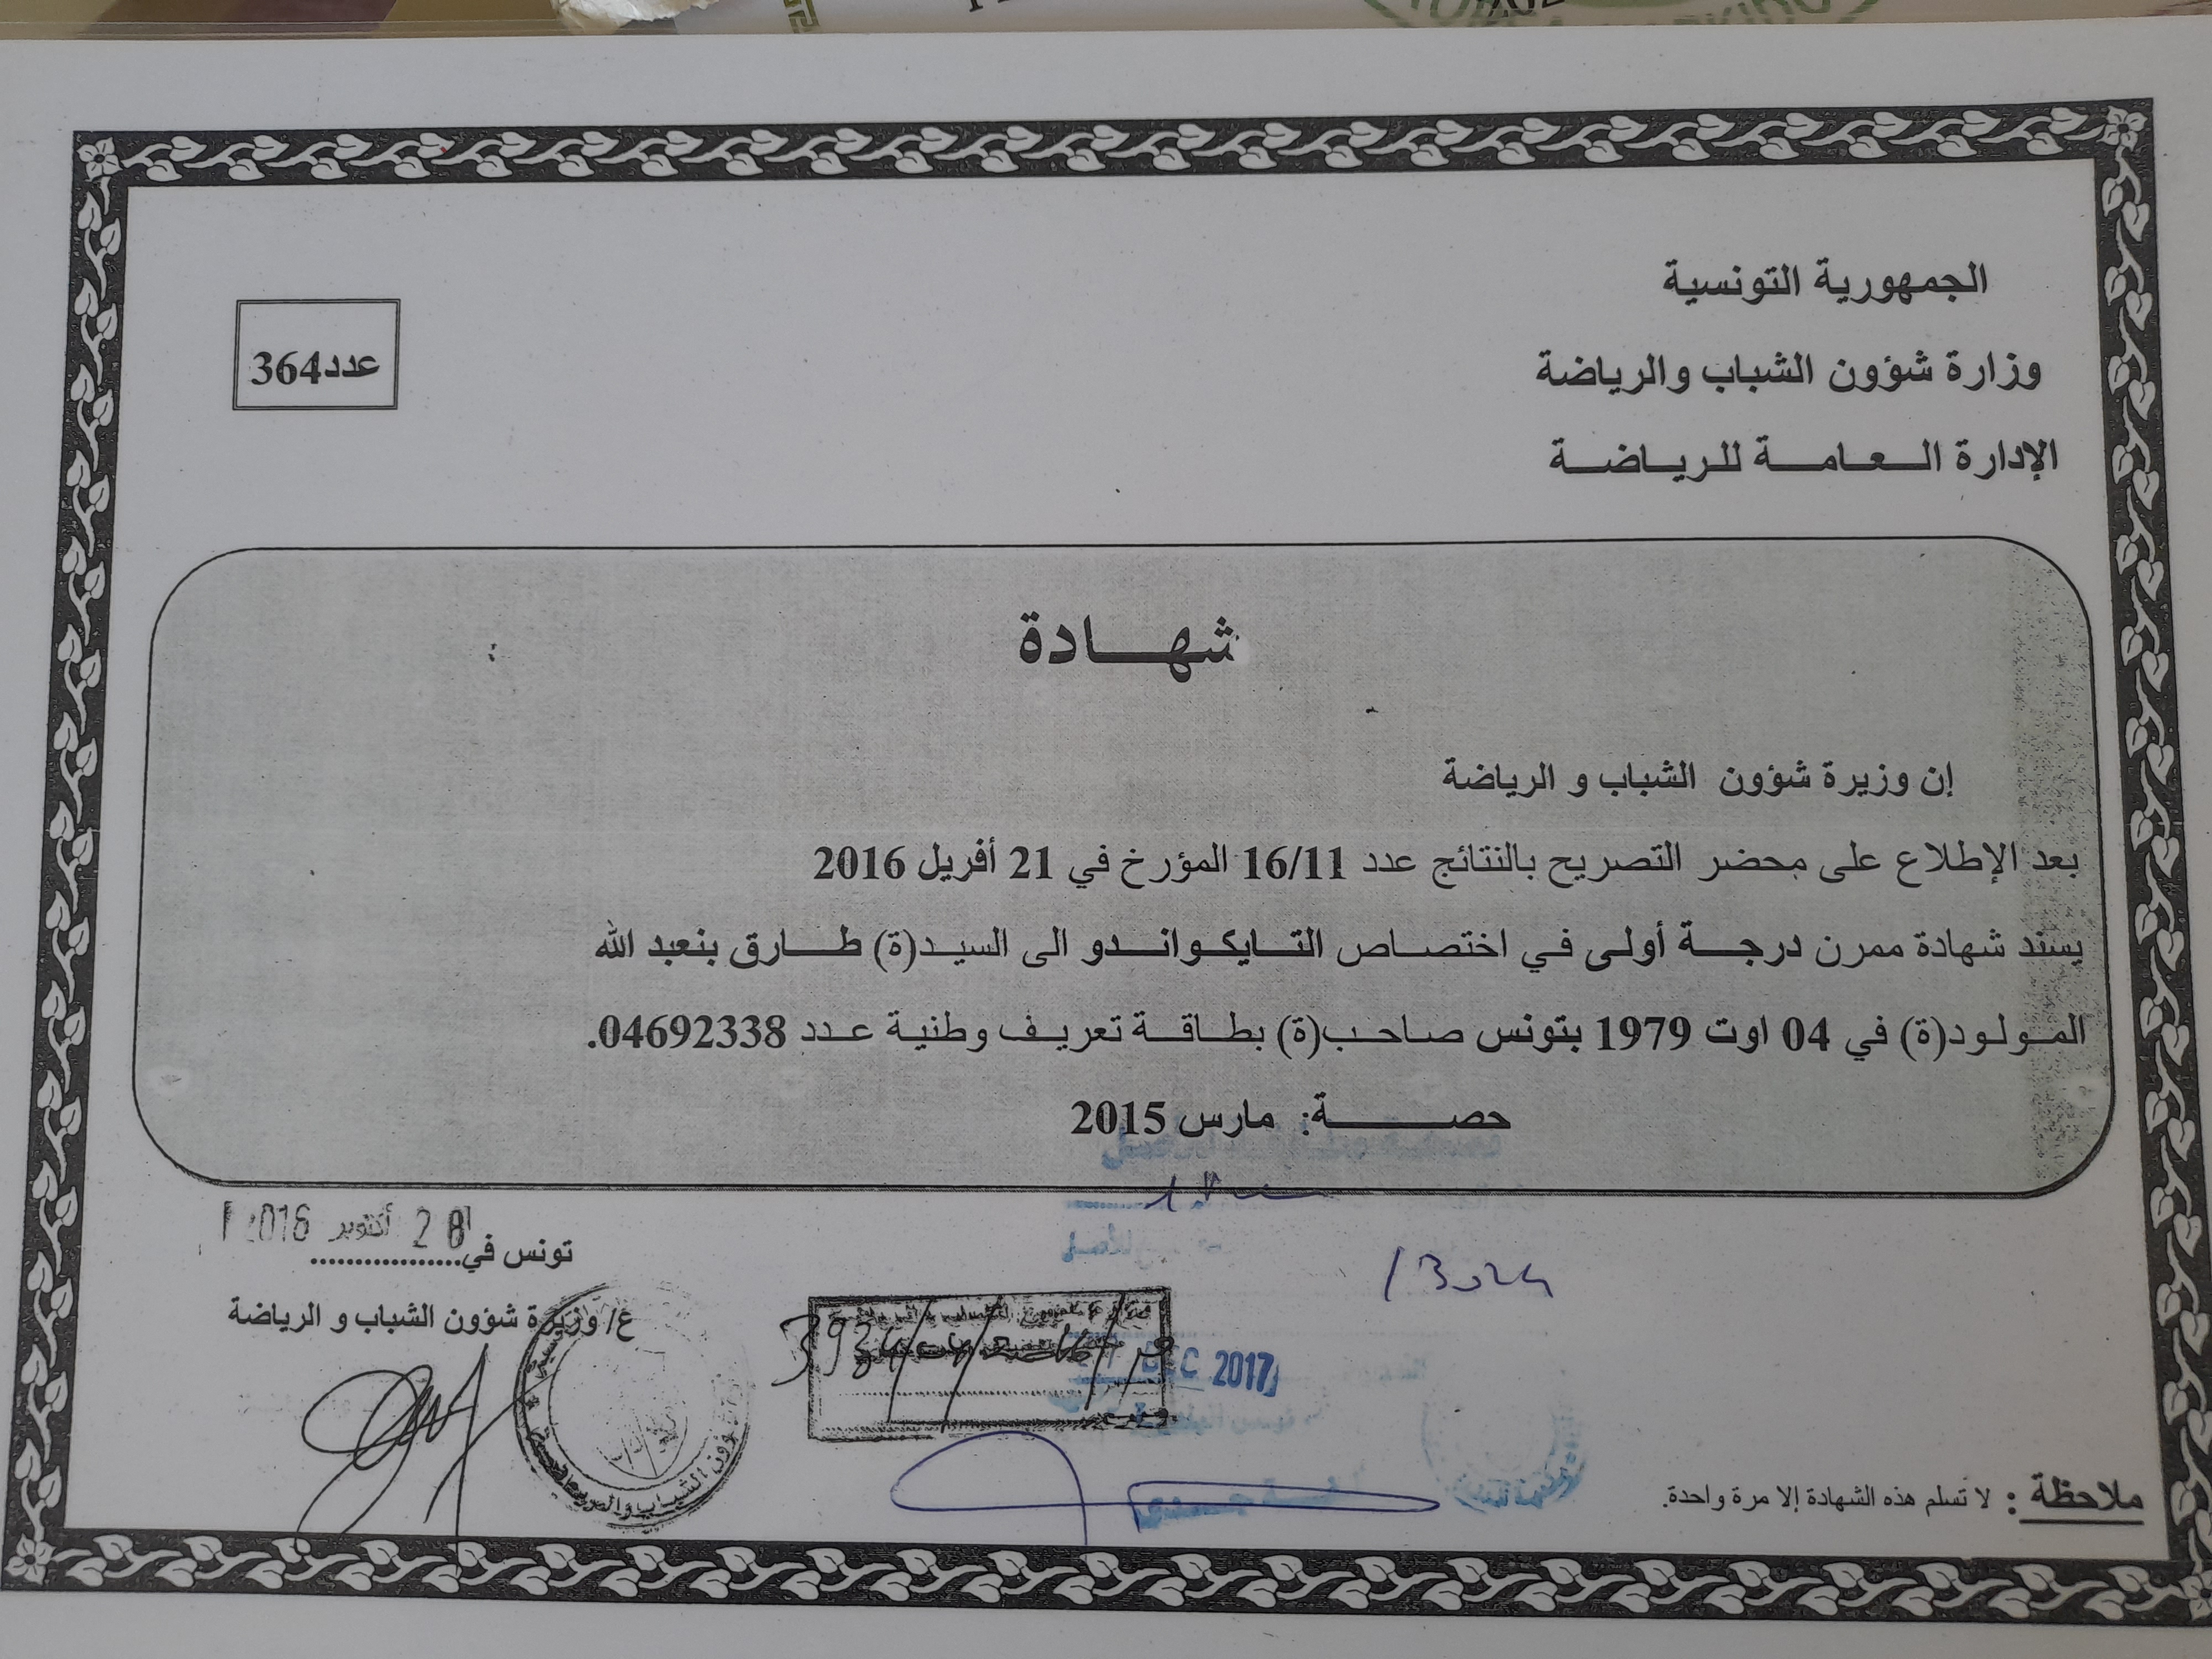 الجمهورية التونسية
وزارة شؤون الشباب والرياضة
الإدارة العامة للرياضة
عدد364
شهادة
إن وزيرة شؤون الشباب و الرياضة
بعد الإطلاع على محضر التصريح بالنتائج عدد 16/11 المؤرخ في 21 أفريل 2016
يسند شهادة ممرن درجة أولى في اختصاص التايكواندو الى السيد(ة) طارق بنعبد الله
المولود(ة) في 04 اوت 1979 بتونس صاحب(ة) بطاقة تعريف وطنية عدد 04692338.
حصة: مارس 2015
تونس في 28 أكتوبر 2016
ع/ وزيرة شؤون الشباب و الرياضة
DEC 2017
ملاحظة : لا تسلم هذه الشهادة إلا مرة واحدة.